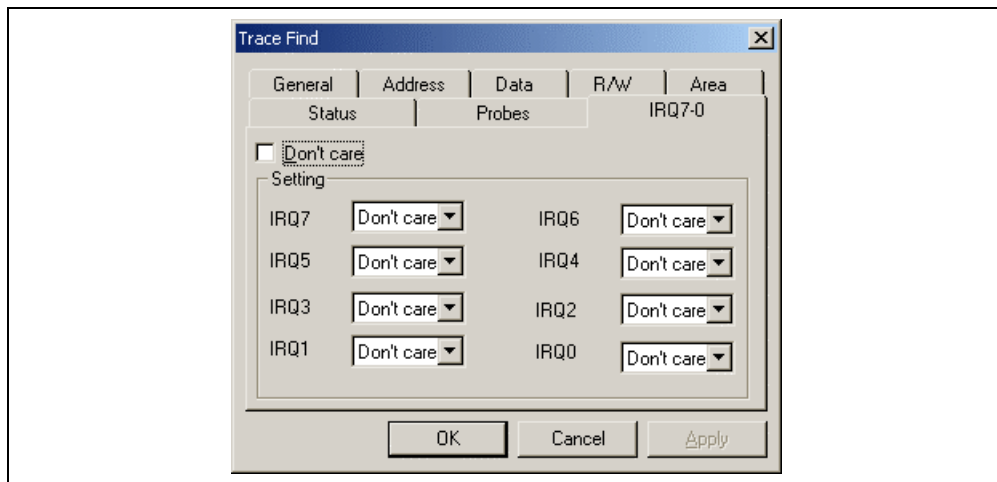 Trace Find
General Address Data R/W Area
Status Probes IRQ7-0
Don't care
Setting
IRQ7 Don't care IRQ6 Don't care
IRQ5 Don't care IRQ4 Don't care
IRQ3 Don't care IRQ2 Don't care
IRQ1 Don't care IRQ0 Don't care
OK Cancel Apply